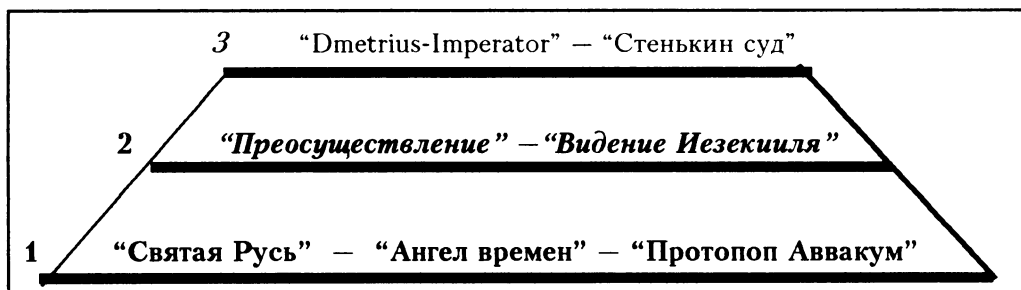 3 “Dmetrius-Imperator” — “Стенькин суд”
2 “Преосуществление” — “Видение Иезекииля”
1 “Святая Русь” — “Ангел времен” — “Протопоп Аввакум”